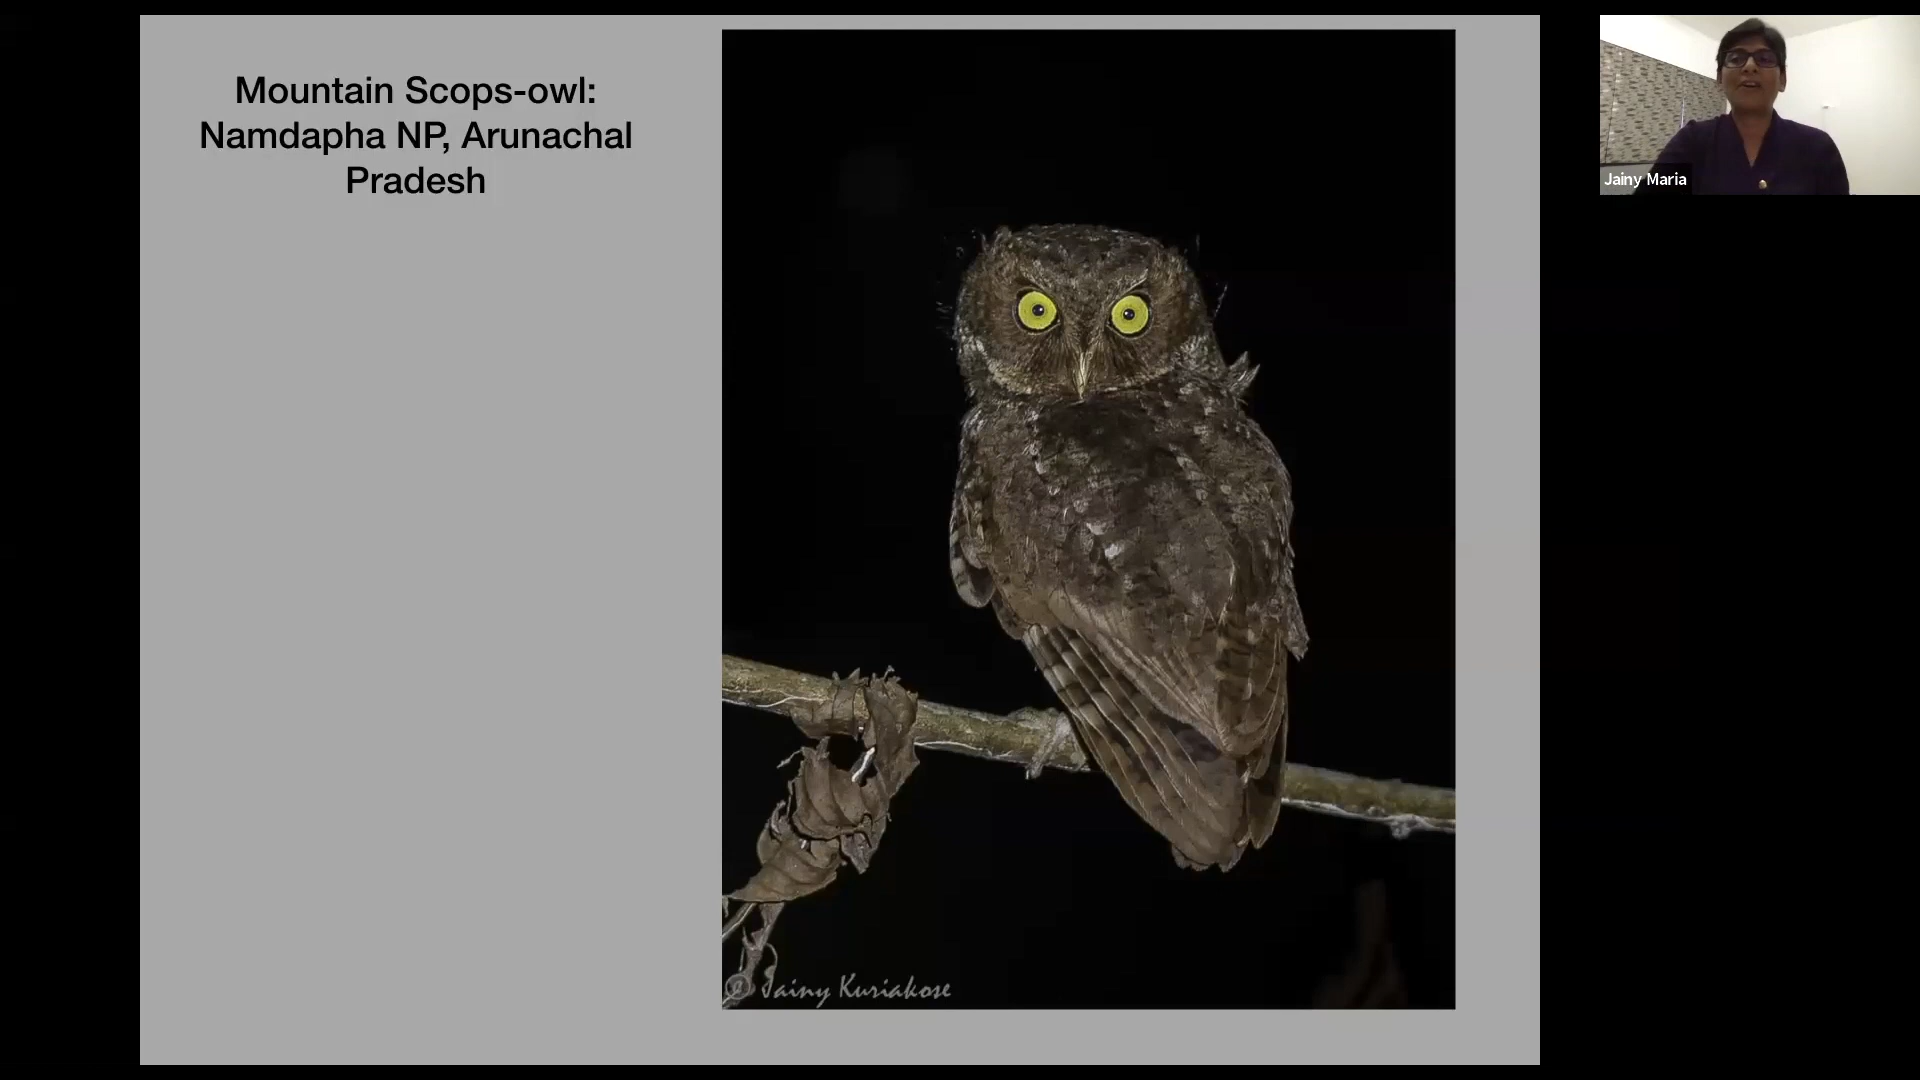 Mountain Scops-owl:
Namdapha NP, Arunachal
Pradesh
Jainy Maria
© Jainy Kuriakose